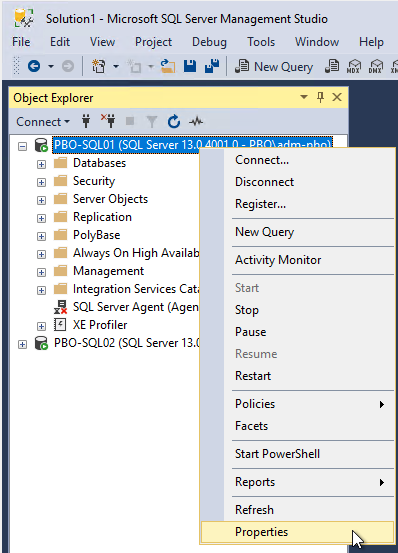 Solution1 - Microsoft SQL Server Management Studio
File Edit View Project Debug Tools Window Help
New Query MDX DMX
Object Explorer
Connect
PBO-SQL01 (SQL Server 13.0.4001.0 - PBO\adm-pbo)
Databases
Security
Server Objects
Replication
PolyBase
Always On High Availab
Management
Integration Services Cata
SQL Server Agent (Agen
XE Profiler
PBO-SQL02 (SQL Server 13.0
Connect...
Disconnect
Register...
New Query
Activity Monitor
Start
Stop
Pause
Resume
Restart
Policies
Facets
Start PowerShell
Reports
Refresh
Properties